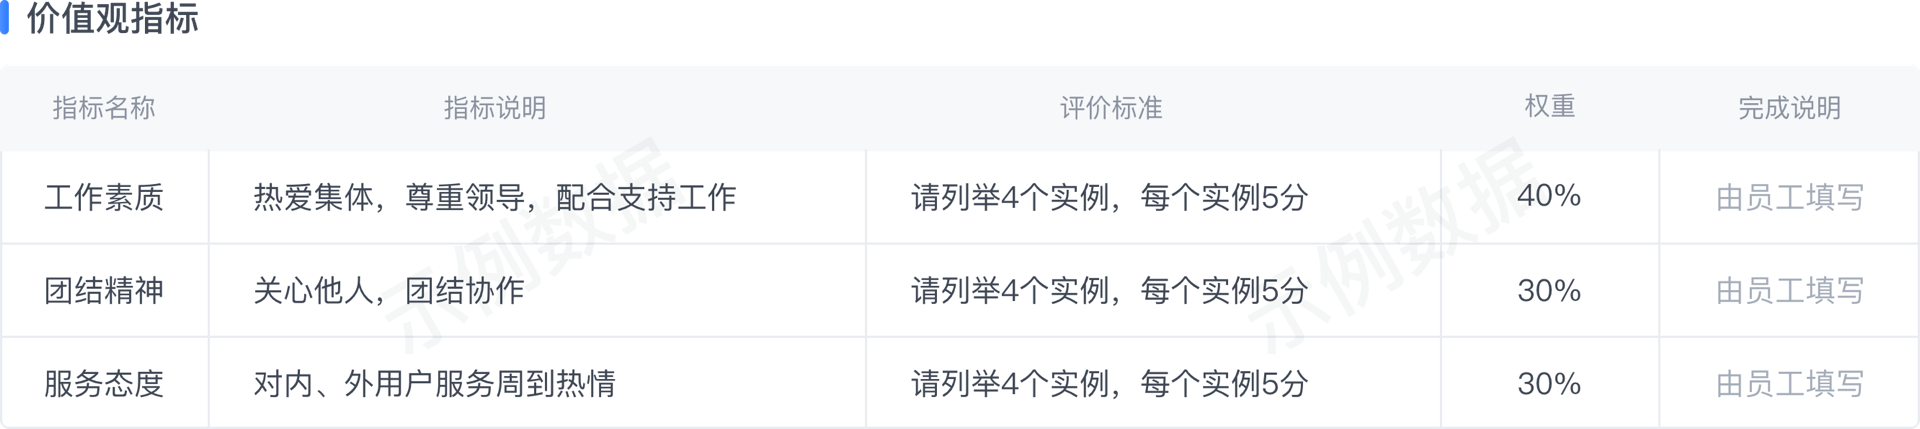 价值观指标
指标名称 指标说明 评价标准 权重 完成说明
工作素质 热爱集体，尊重领导，配合支持工作 请列举4个实例，每个实例5分 40% 由员工填写
团结精神 关心他人，团结协作 请列举4个实例，每个实例5分 30% 由员工填写
服务态度 对内、外用户服务周到热情 请列举4个实例，每个实例5分 30% 由员工填写
示例数据
示例数据